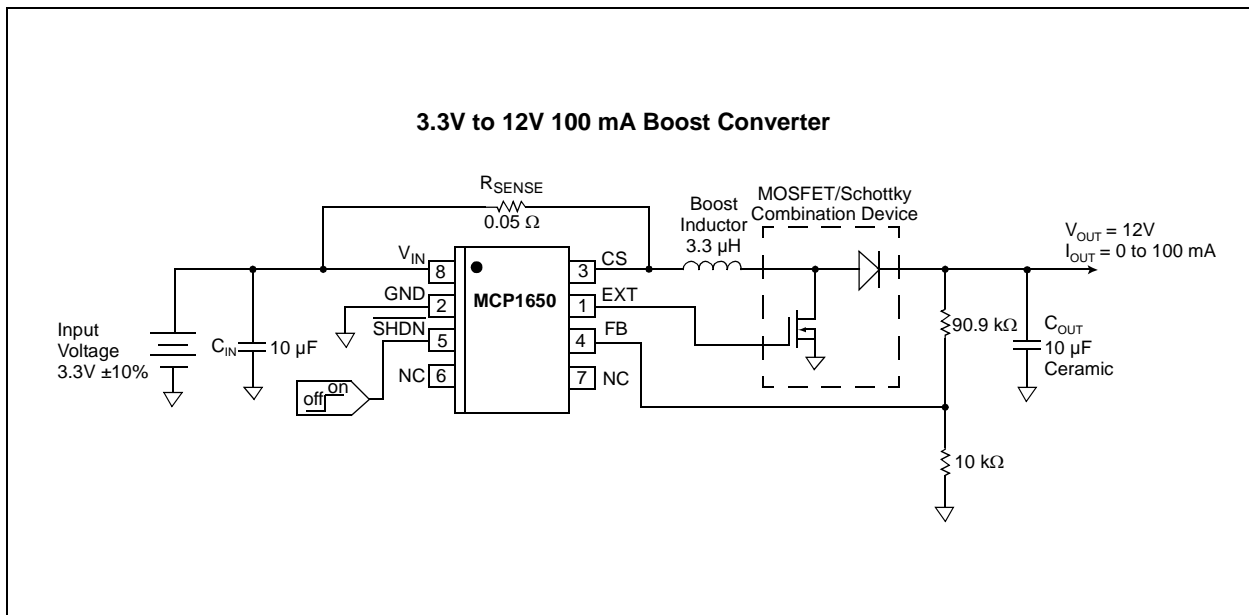 3.3V to 12V 100 mA Boost Converter
RSENSE
0.05 Ω
MOSFET/Schottky
Combination Device
Boost
Inductor
3.3 µH
VOUT = 12V
IOUT = 0 to 100 mA
VIN
8
3
CS
GND
2
MCP1650
1
EXT
SHDN
5
4
FB
NC
6
7
NC
Input
Voltage
3.3V ±10%
CIN
10 µF
off
on
90.9 kΩ
COUT
10 µF
Ceramic
10 kΩ